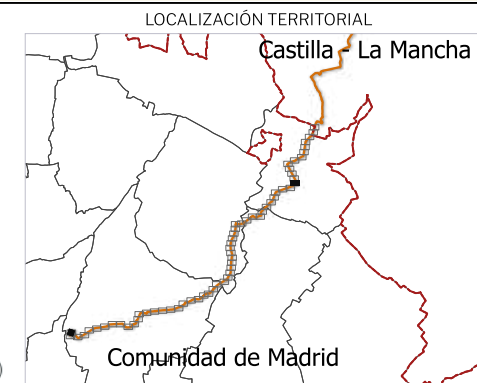 LOCALIZACIÓN TERRITORIAL
Castilla - La Mancha
Comunidad de Madrid